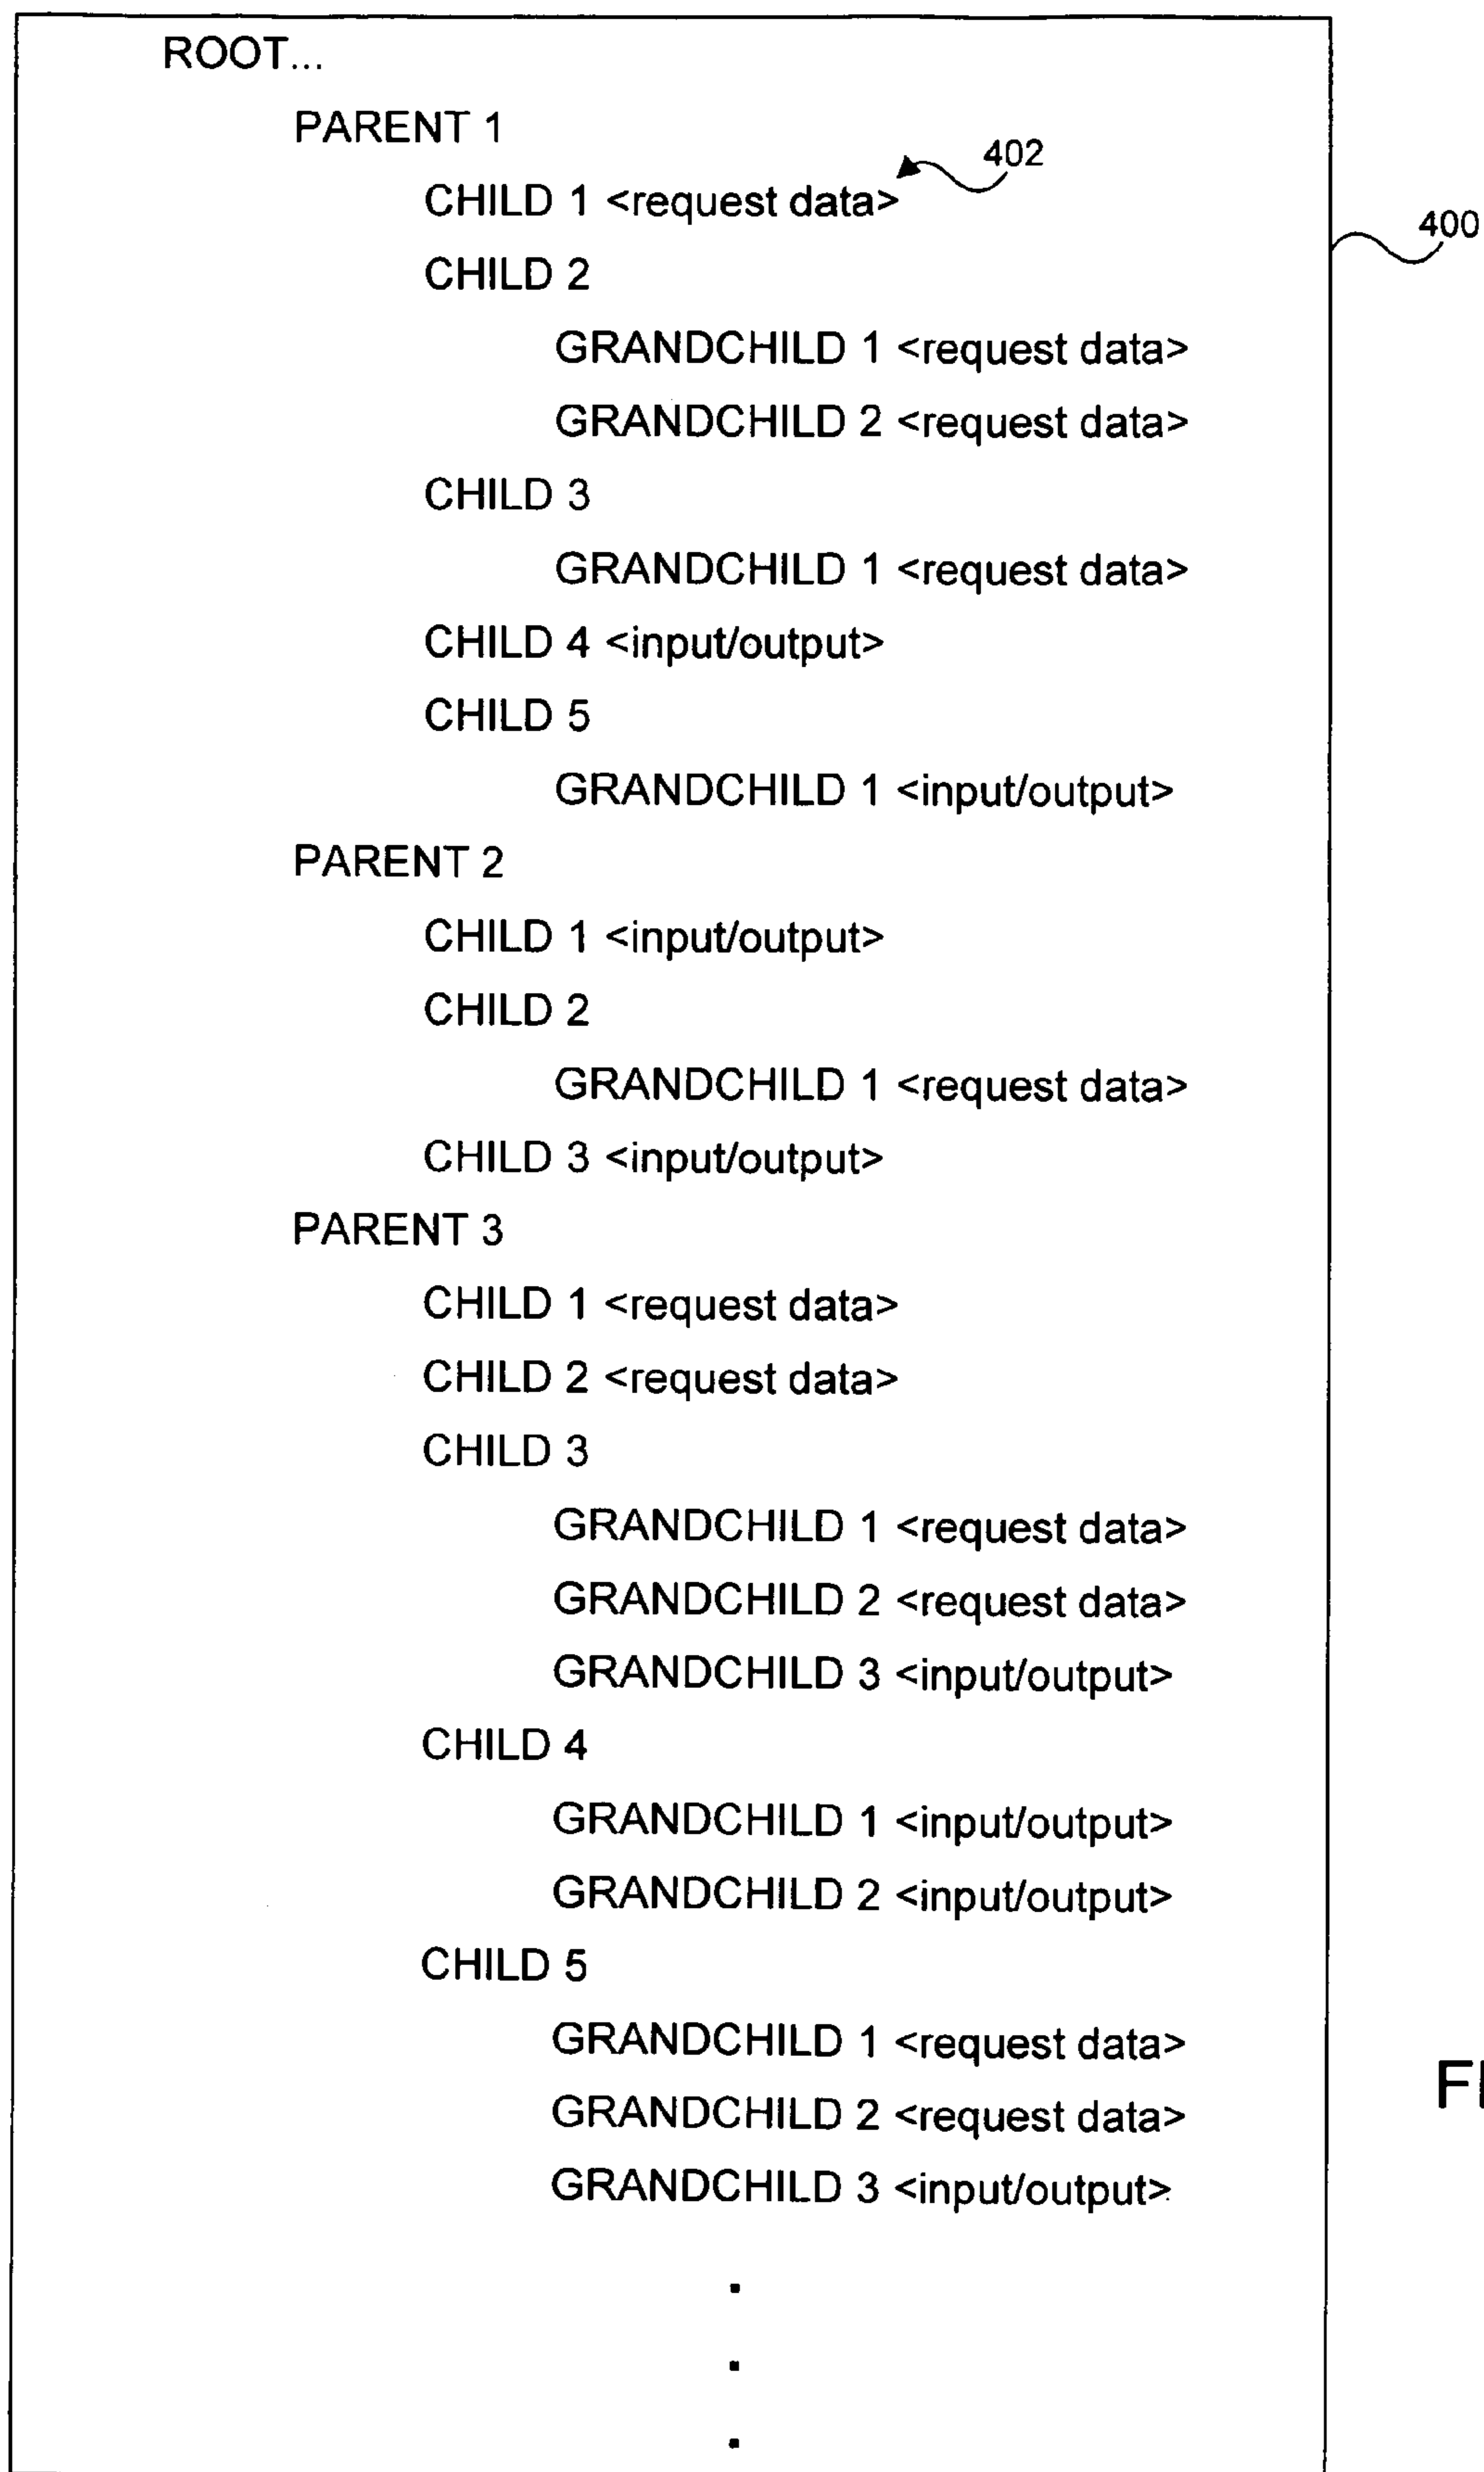 ROOT...
PARENT 1
402
CHILD 1 <request data>
400
CHILD 2
GRANDCHILD 1 <request data>
GRANDCHILD 2 <request data>
CHILD 3
GRANDCHILD 1 <request data>
CHILD 4 <input/output>
CHILD 5
GRANDCHILD 1 <input/output>
PARENT 2
CHILD 1 <input/output>
CHILD 2
GRANDCHILD 1 <request data>
CHILD 3 <input/output>
PARENT 3
CHILD 1 <request data>
CHILD 2 <request data>
CHILD 3
GRANDCHILD 1 <request data>
GRANDCHILD 2 <request data>
GRANDCHILD 3 <input/output>
CHILD 4
GRANDCHILD 1 <input/output>
GRANDCHILD 2 <input/output>
CHILD 5
GRANDCHILD 1 <request data>
GRANDCHILD 2 <request data>
GRANDCHILD 3 <input/output>
.
.
.